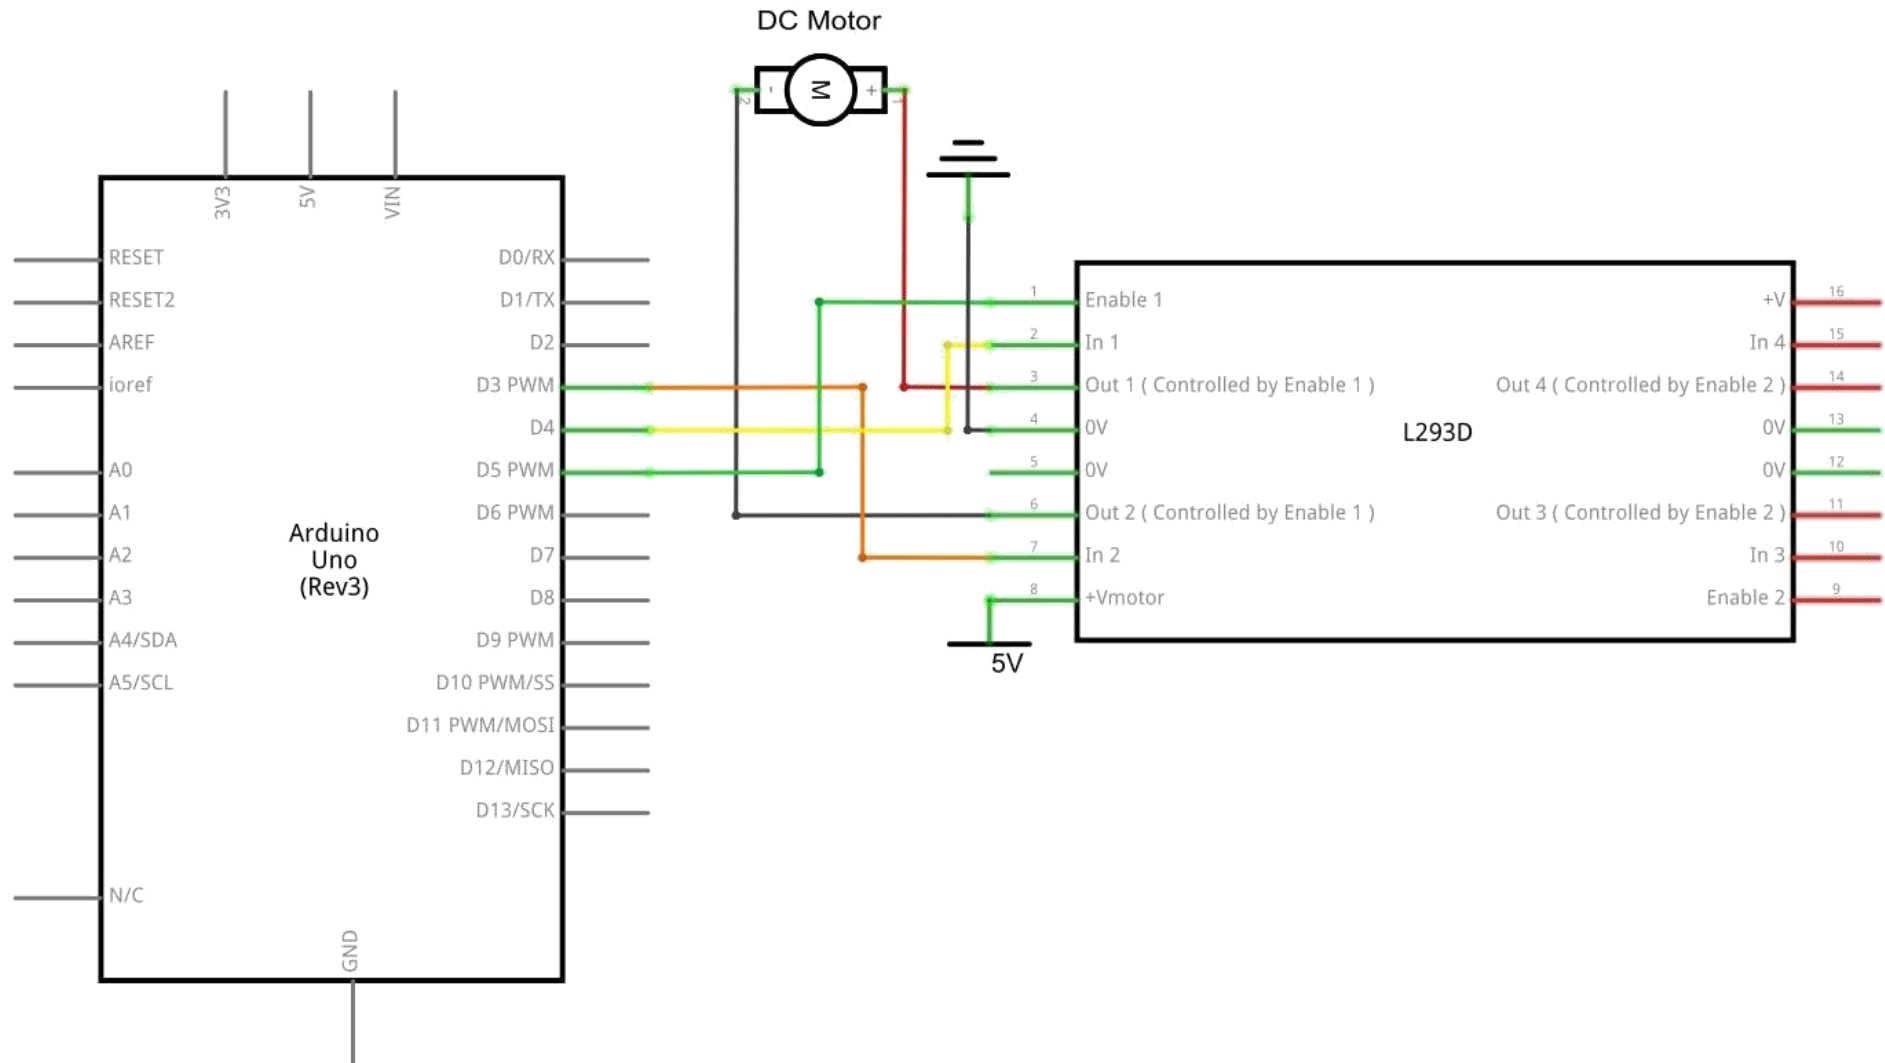 DC Motor
- M +
2
1
3V3
5V
VIN
RESET
RESET2
AREF
ioref
A0
A1
A2
A3
A4/SDA
A5/SCL
N/C
Arduino
Uno
(Rev3)
D0/RX
D1/TX
D2
D3 PWM
D4
D5 PWM
D6 PWM
D7
D8
D9 PWM
D10 PWM/SS
D11 PWM/MOSI
D12/MISO
D13/SCK
GND
1 Enable 1
2 In 1
3 Out 1 ( Controlled by Enable 1 )
4 0V
5 0V
6 Out 2 ( Controlled by Enable 1 )
7 In 2
8 +Vmotor
5V
L293D
+V 16
In 4 15
Out 4 ( Controlled by Enable 2 ) 14
0V 13
0V 12
Out 3 ( Controlled by Enable 2 ) 11
In 3 10
Enable 2 9